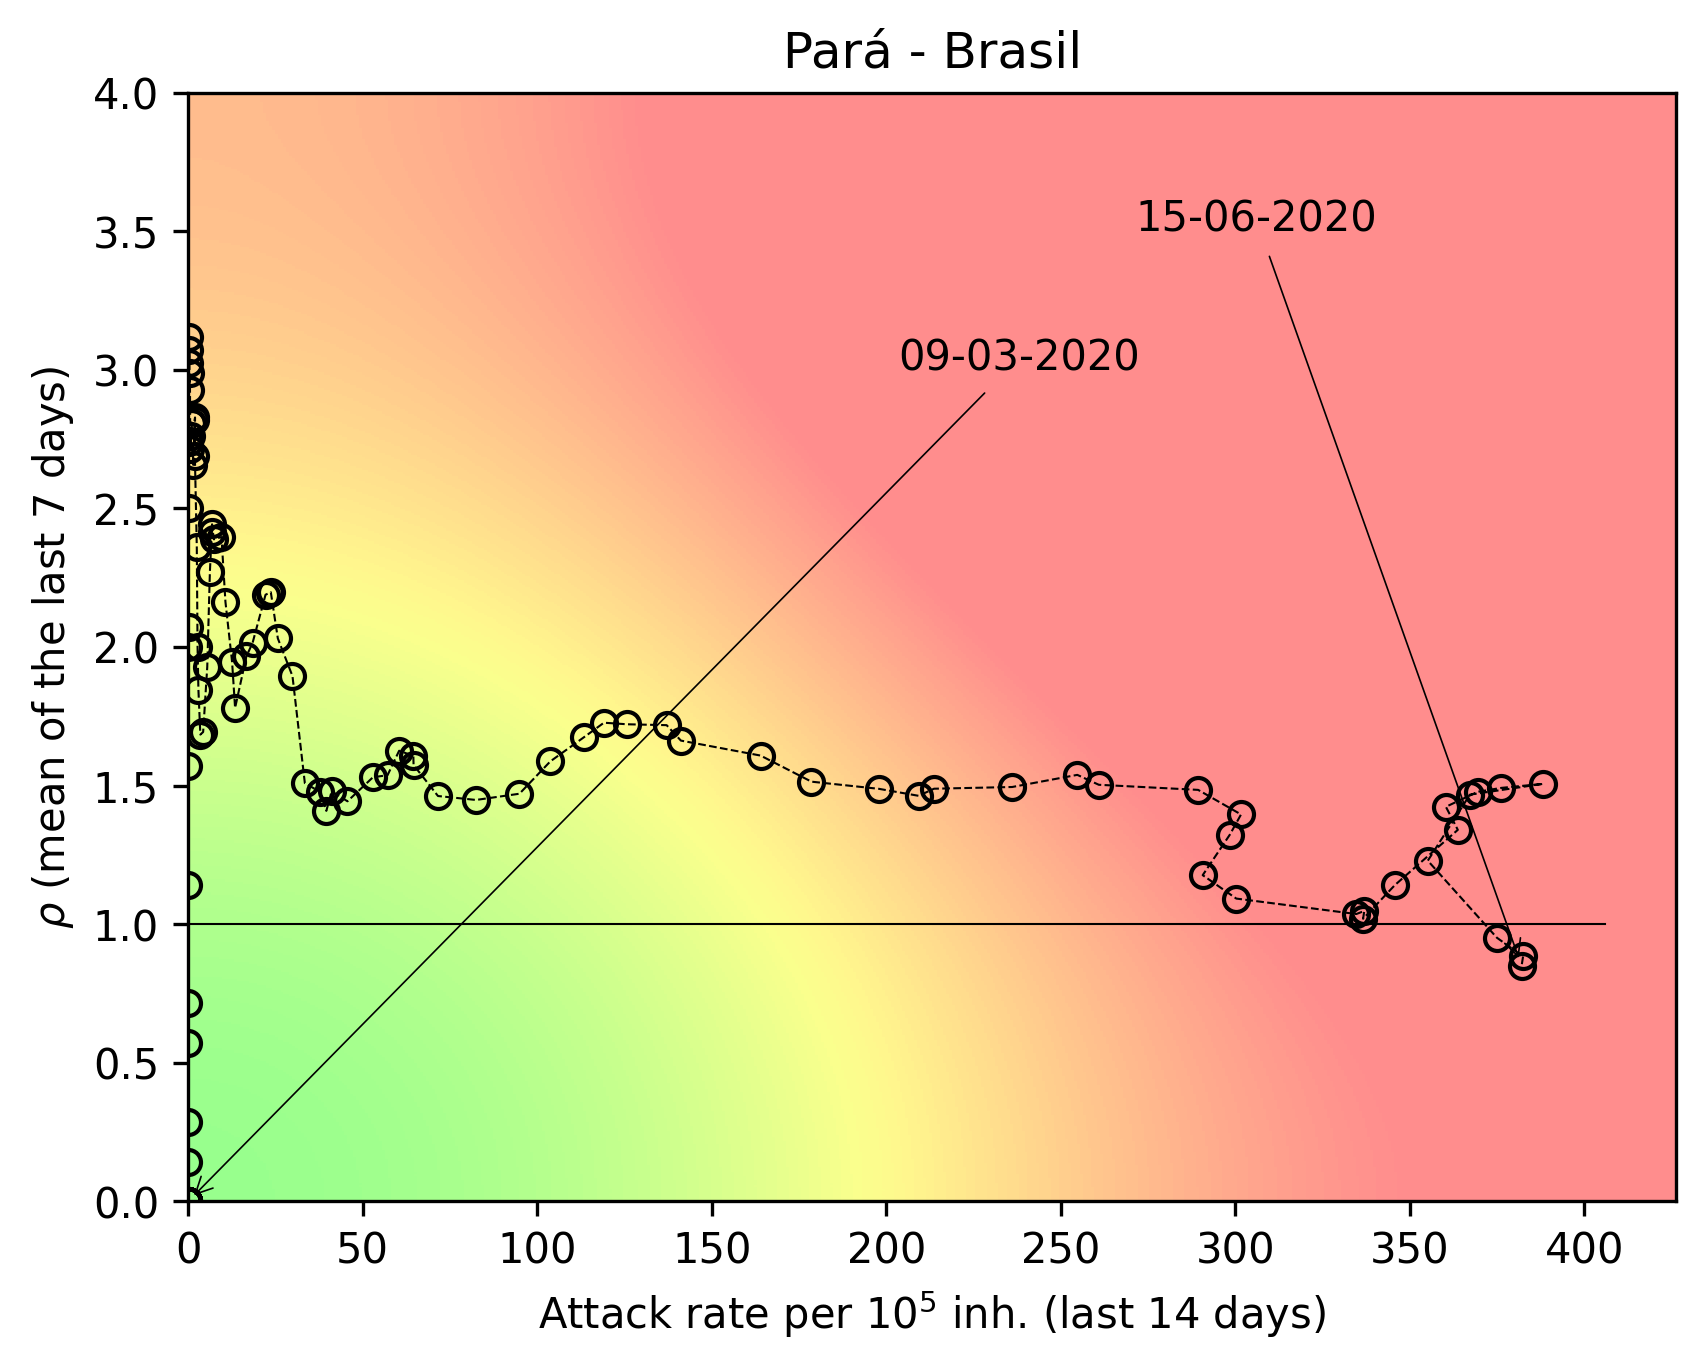 Pará - Brasil
4.0
3.5
3.0
2.5
2.0
1.5
1.0
0.5
0.0
ρ (mean of the last 7 days)
15-06-2020
09-03-2020
0 50 100 150 200 250 300 350 400
Attack rate per 10⁵ inh. (last 14 days)